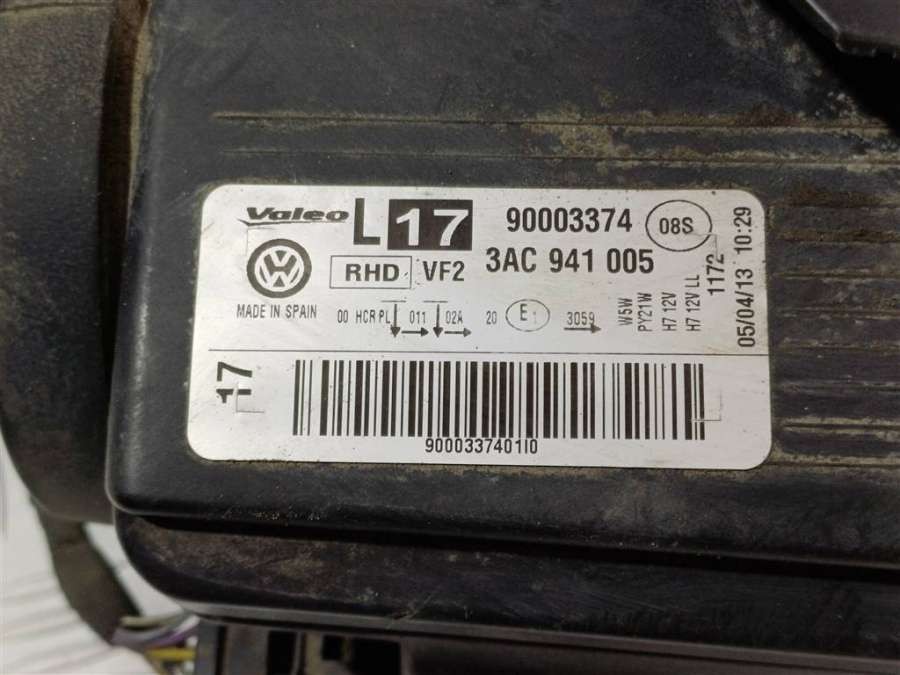 Valeo L 17 90003374 08S
RHD VF2 3AC 941 005
MADE IN SPAIN
00 HCR PL 011 02A 20 E1 3059
W5W
PY21W
H7 12V
H7 12V LL
1172
05/04/13 10:29
17
9000337401I0